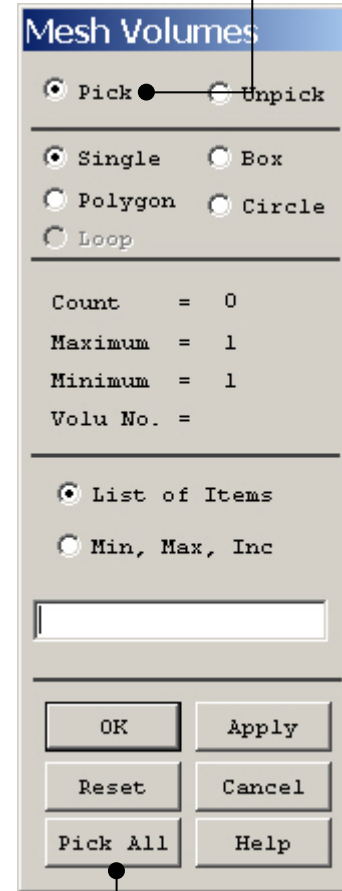 Mesh Volumes
Pick Unpick
Single Box
Polygon Circle
Loop
Count = 0
Maximum = 1
Minimum = 1
Volu No. =
List of Items
Min, Max, Inc
OK Apply
Reset Cancel
Pick All Help